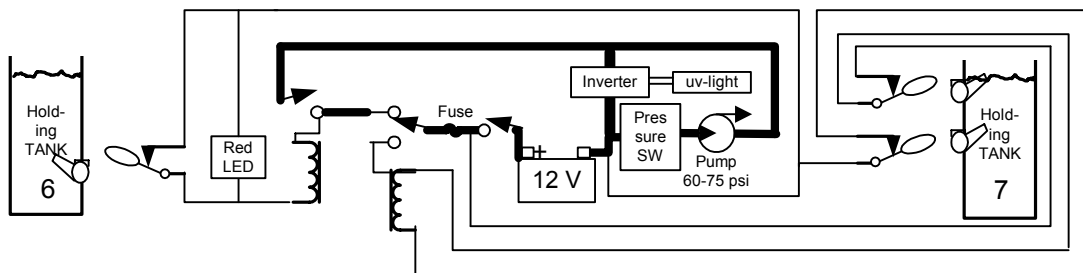 Hold-
ing
TANK
6
Red
LED
Fuse
+
12 V
Inverter
uv-light
Pres
sure
SW
Pump
60-75 psi
Hold-
ing
TANK
7